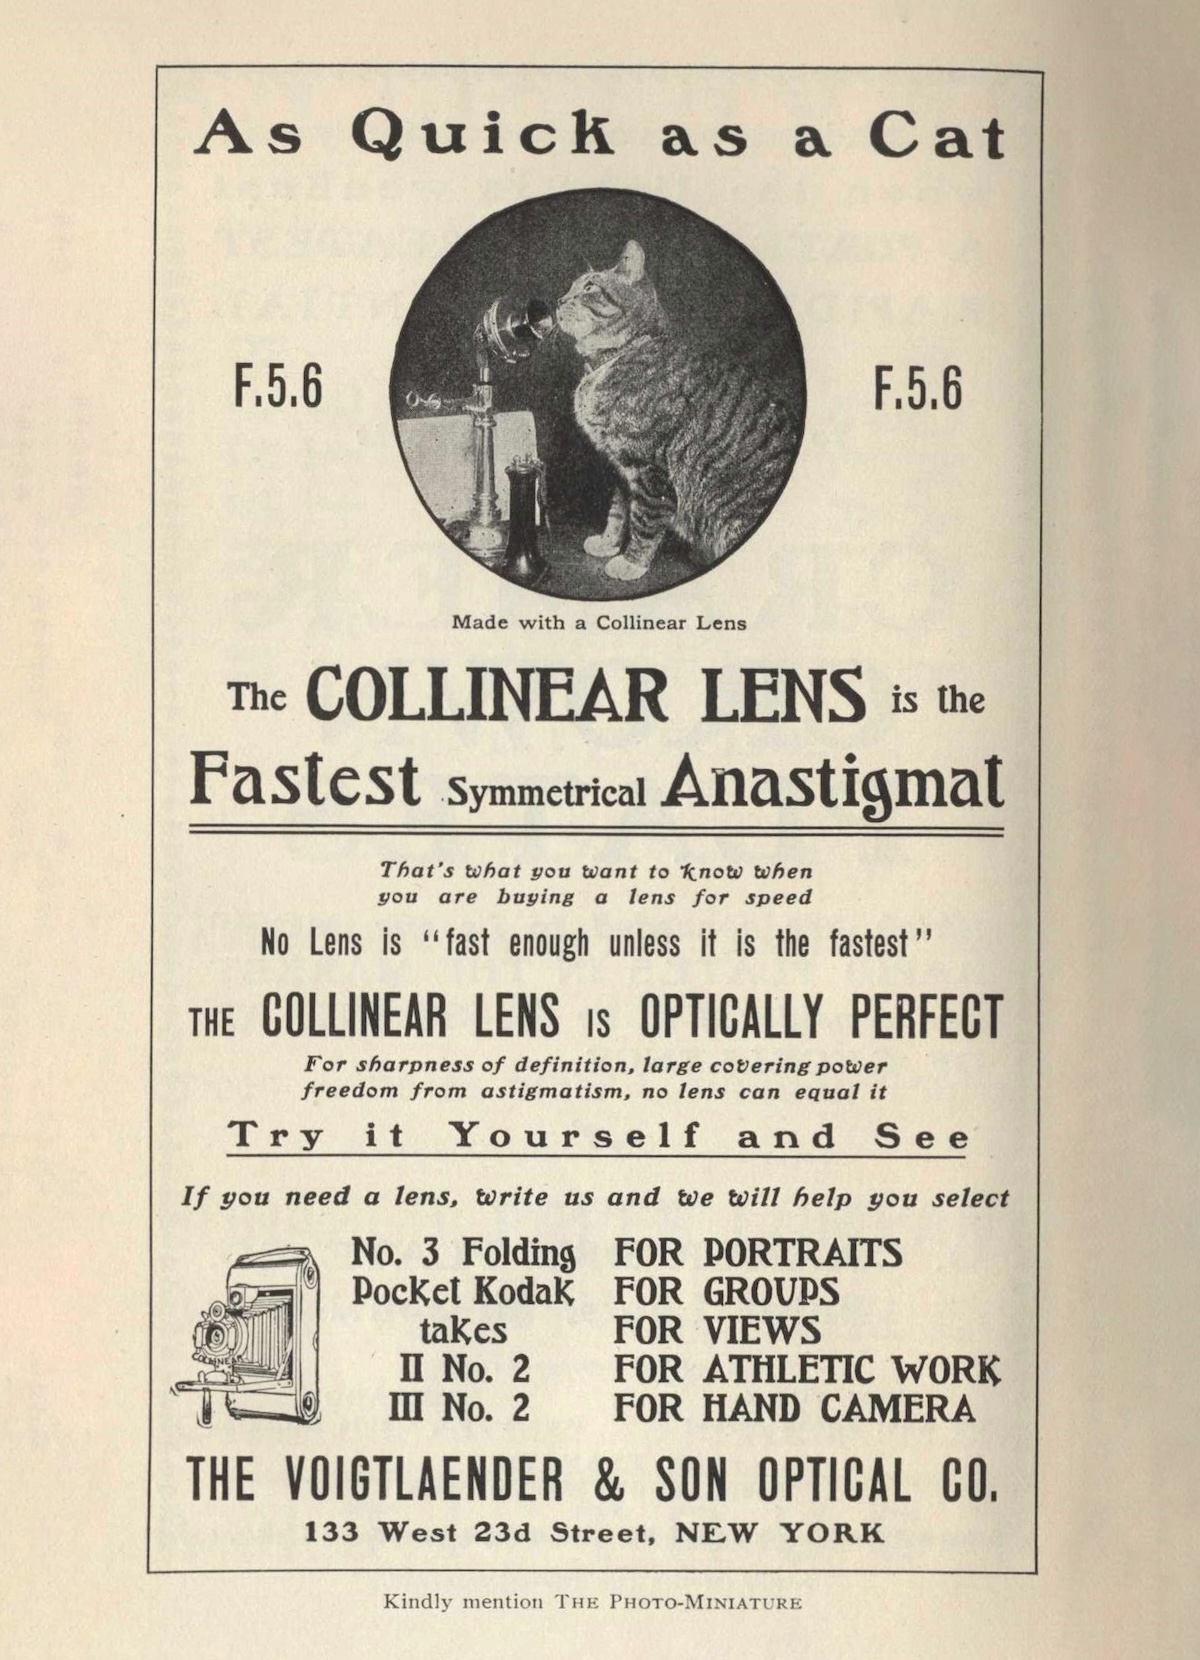 As Quick as a Cat
F.5.6
F.5.6
Made with a Collinear Lens
The COLLINEAR LENS is the
Fastest Symmetrical Anastigmat
That's what you want to know when
you are buying a lens for speed
No Lens is “fast enough unless it is the fastest”
THE COLLINEAR LENS IS OPTICALLY PERFECT
For sharpness of definition, large covering power
freedom from astigmatism, no lens can equal it
Try it Yourself and See
If you need a lens, write us and we will help you select
No. 3 Folding FOR PORTRAITS
Pocket Kodak FOR GROUPS
takes FOR VIEWS
II No. 2 FOR ATHLETIC WORK
III No. 2 FOR HAND CAMERA
COLLINEAR
THE VOIGTLAENDER & SON OPTICAL CO.
133 West 23d Street, NEW YORK
Kindly mention THE PHOTO-MINIATURE